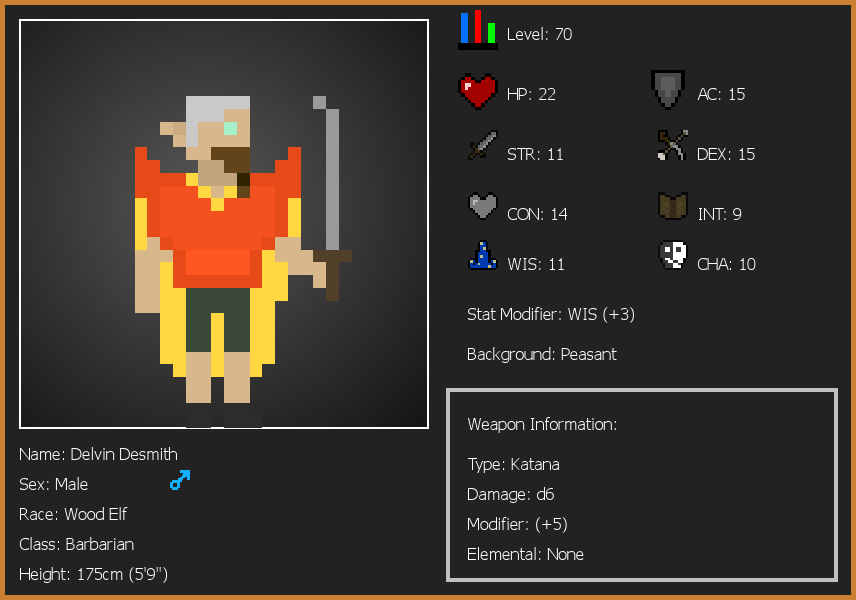 Level: 70
HP: 22
AC: 15
STR: 11
DEX: 15
CON: 14
INT: 9
WIS: 11
CHA: 10
Stat Modifier: WIS (+3)
Background: Peasant
Weapon Information:
Type: Katana
Damage: d6
Modifier: (+5)
Elemental: None
Name: Delvin Desmith
Sex: Male
Race: Wood Elf
Class: Barbarian
Height: 175cm (5'9")